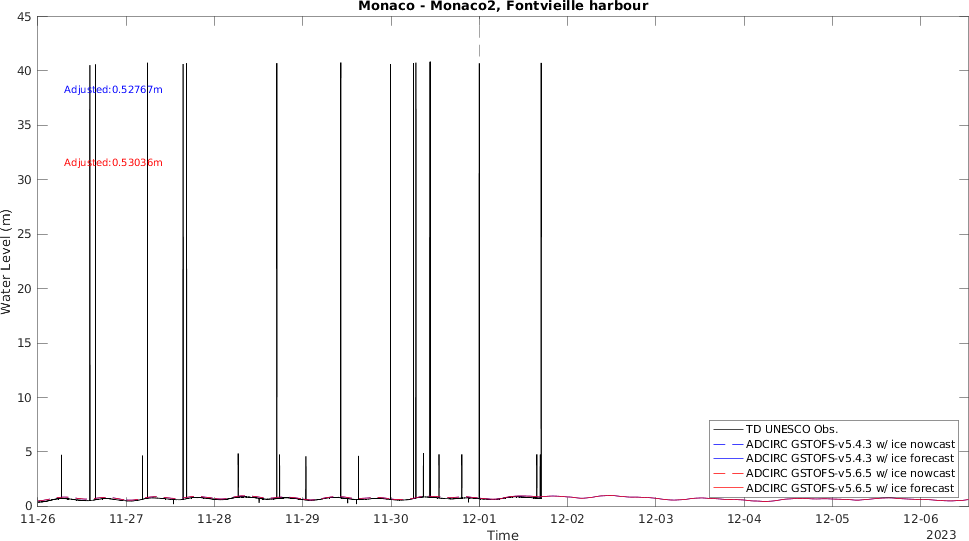 Monaco - Monaco2, Fontvieille harbour
45
40
35
30
25
20
15
10
5
0
Water Level (m)
Adjusted:0.52767m
Adjusted:0.53036m
TD UNESCO Obs.
ADCIRC GSTOFS-v5.4.3 w/ ice nowcast
ADCIRC GSTOFS-v5.4.3 w/ ice forecast
ADCIRC GSTOFS-v5.6.5 w/ ice nowcast
ADCIRC GSTOFS-v5.6.5 w/ ice forecast
11-26 11-27 11-28 11-29 11-30 12-01 12-02 12-03 12-04 12-05 12-06
Time
2023